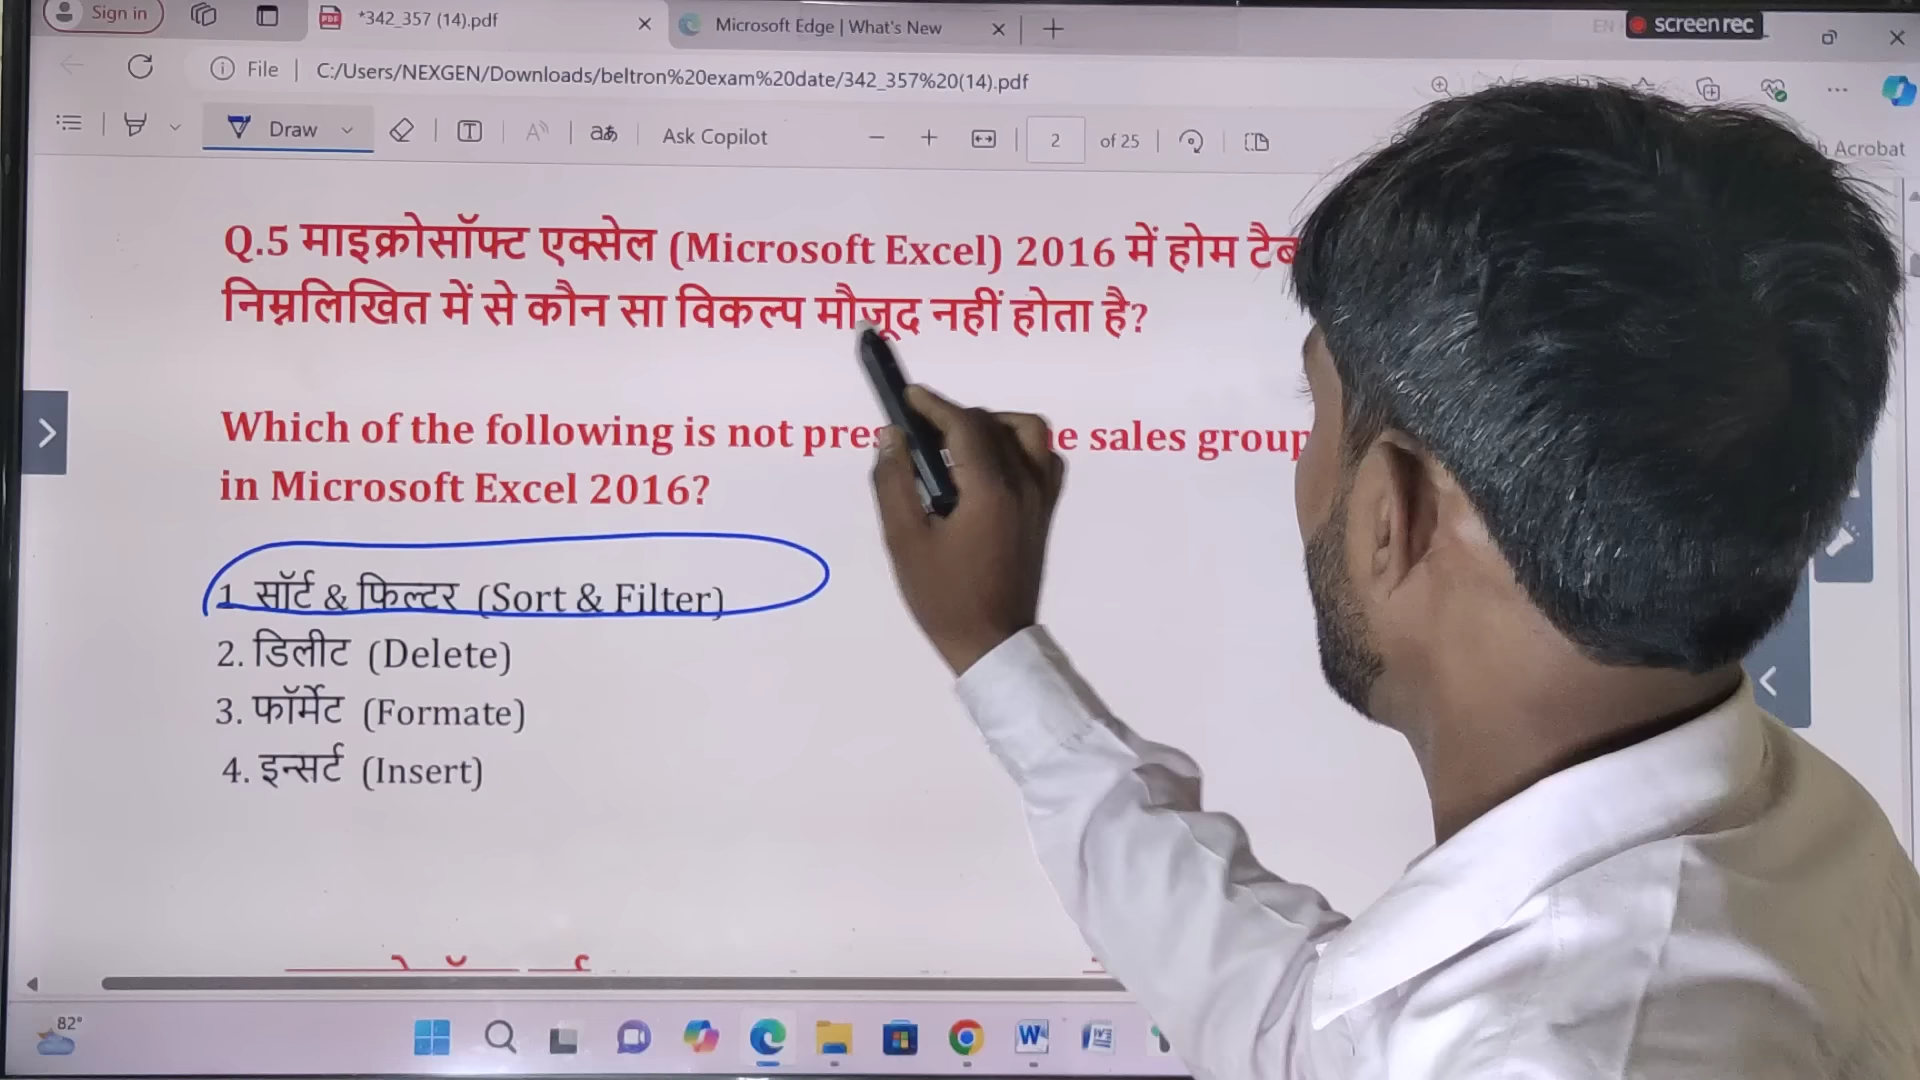 Sign in
*342_357 (14).pdf
Microsoft Edge | What's New
EN
screen rec
File
C:/Users/NEXGEN/Downloads/beltron%20exam%20date/342_357%20(14).pdf
Draw
Ask Copilot
2
of 25
Acrobat
Q.5 माइक्रोसॉफ्ट एक्सेल (Microsoft Excel) 2016 में होम
निम्नलिखित में से कौन सा विकल्प मौजूद नहीं होता है?
Which of the following is not sales group
in Microsoft Excel 2016?
1. सॉर्ट & फिल्टर (Sort & Filter)
2. डिलीट (Delete)
3. फॉर्मेट (Formate)
4. इन्सर्ट (Insert)
82°